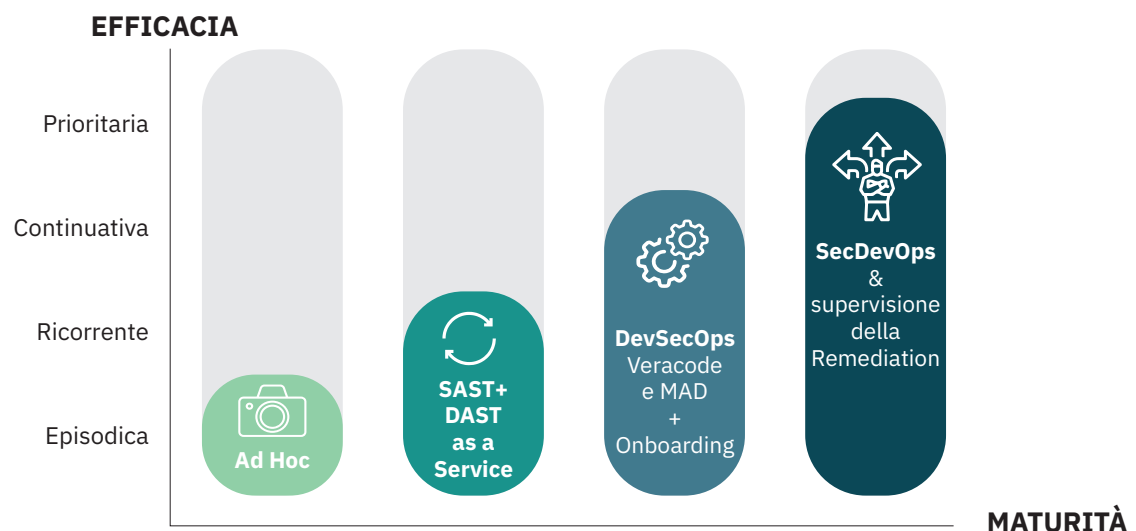 EFFICACIA
Prioritaria
Continuativa
Ricorrente
Episodica
Ad Hoc
SAST+
DAST
as a
Service
DevSecOps
Veracode
e MAD
+
Onboarding
SecDevOps
&
supervisione
della
Remediation
MATURITÀ